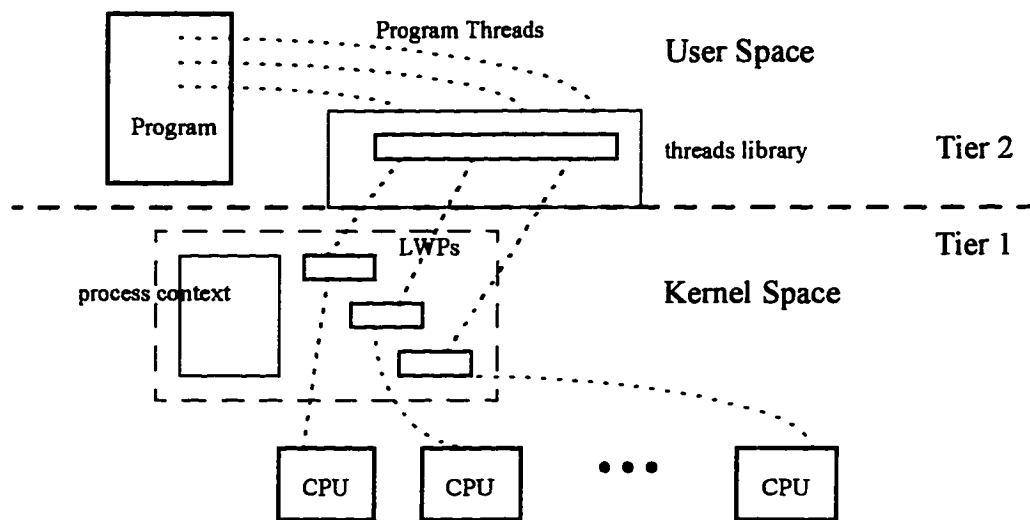 Program Threads
User Space
Program
threads library
Tier 2
LWPs
Tier 1
process context
Kernel Space
CPU
CPU
CPU